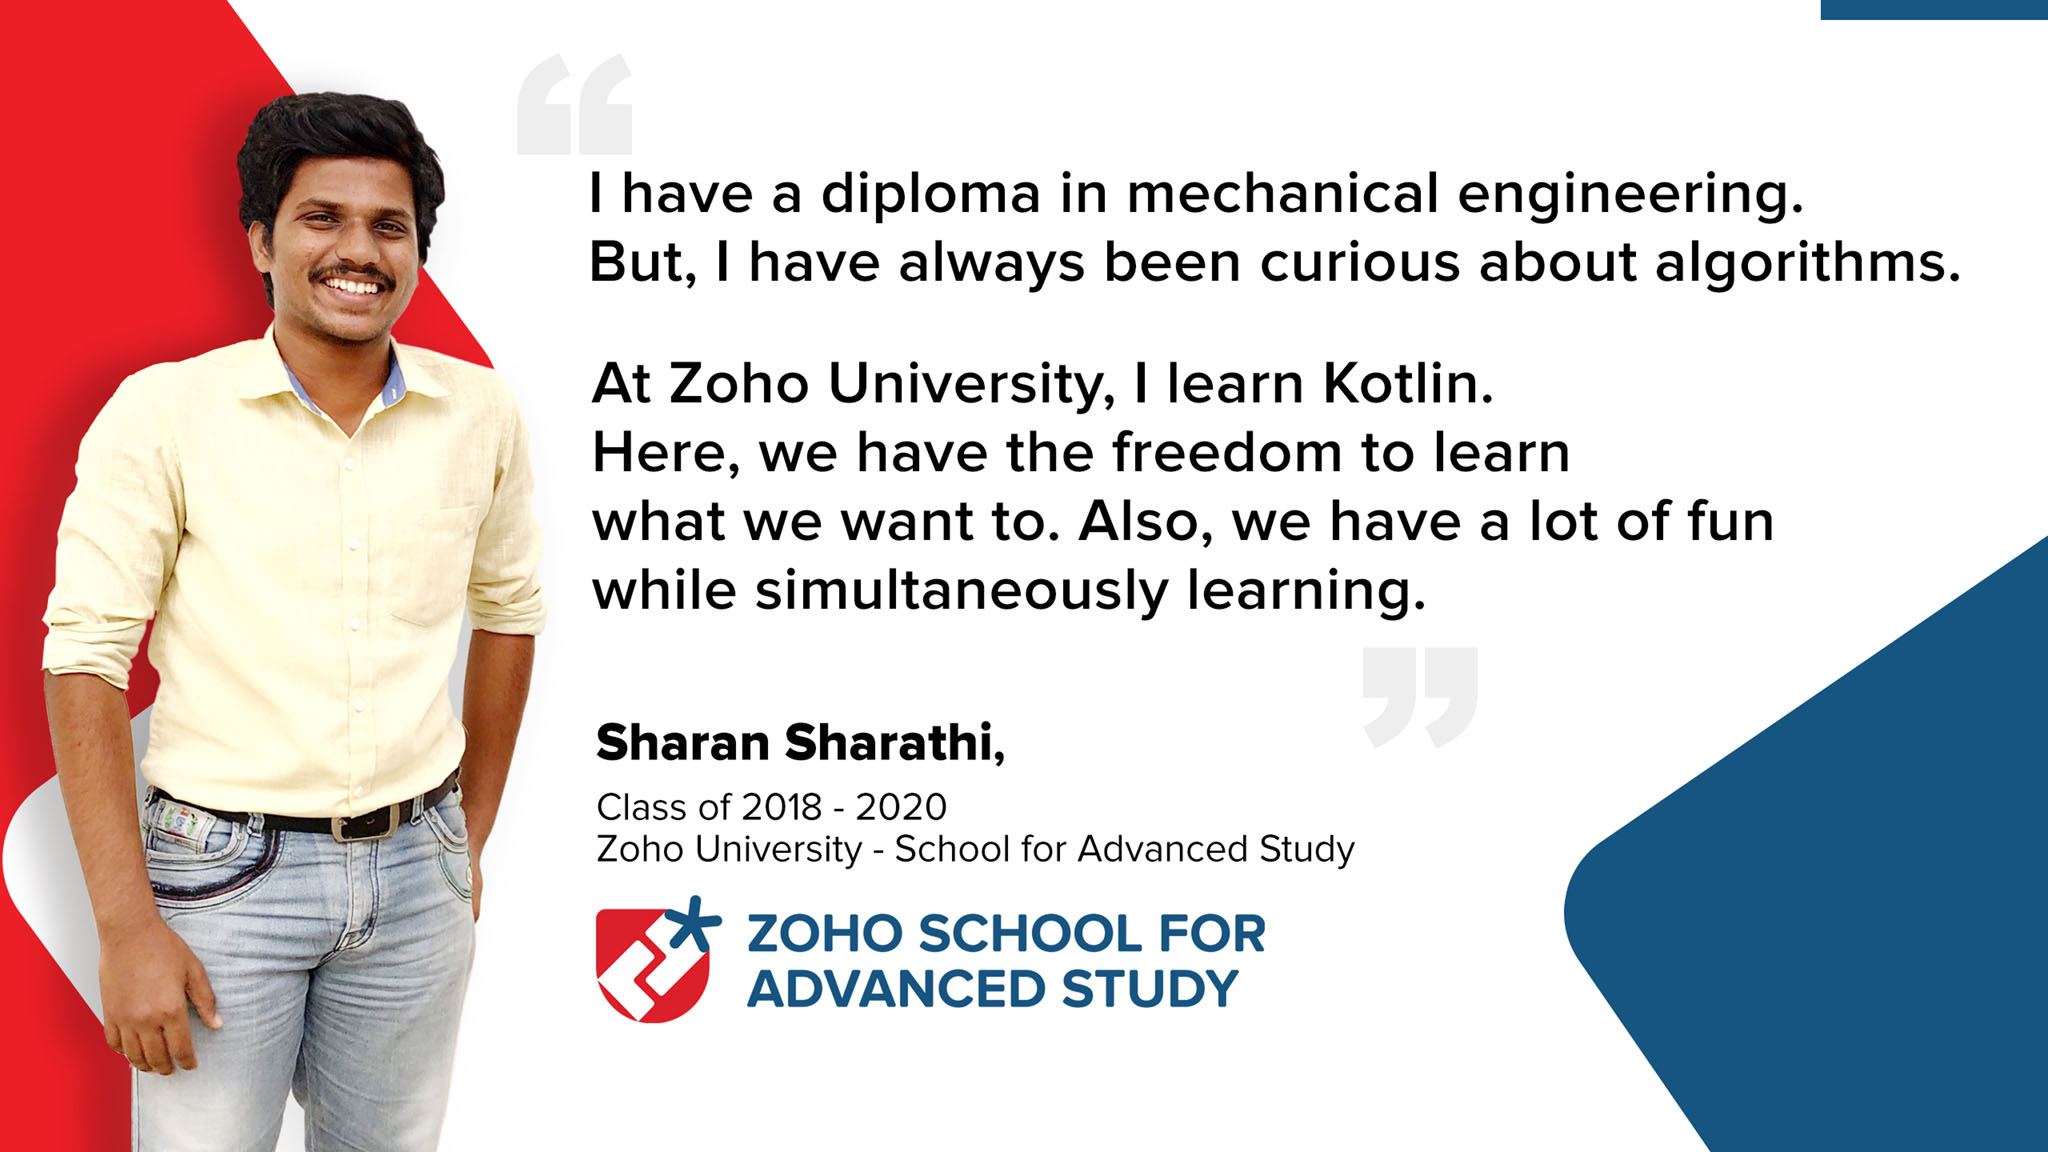 “
I have a diploma in mechanical engineering.
But, I have always been curious about algorithms.
At Zoho University, I learn Kotlin.
Here, we have the freedom to learn
what we want to. Also, we have a lot of fun
while simultaneously learning.
”
Sharan Sharathi,
Class of 2018 - 2020
Zoho University - School for Advanced Study
ZOHO SCHOOL FOR
ADVANCED STUDY